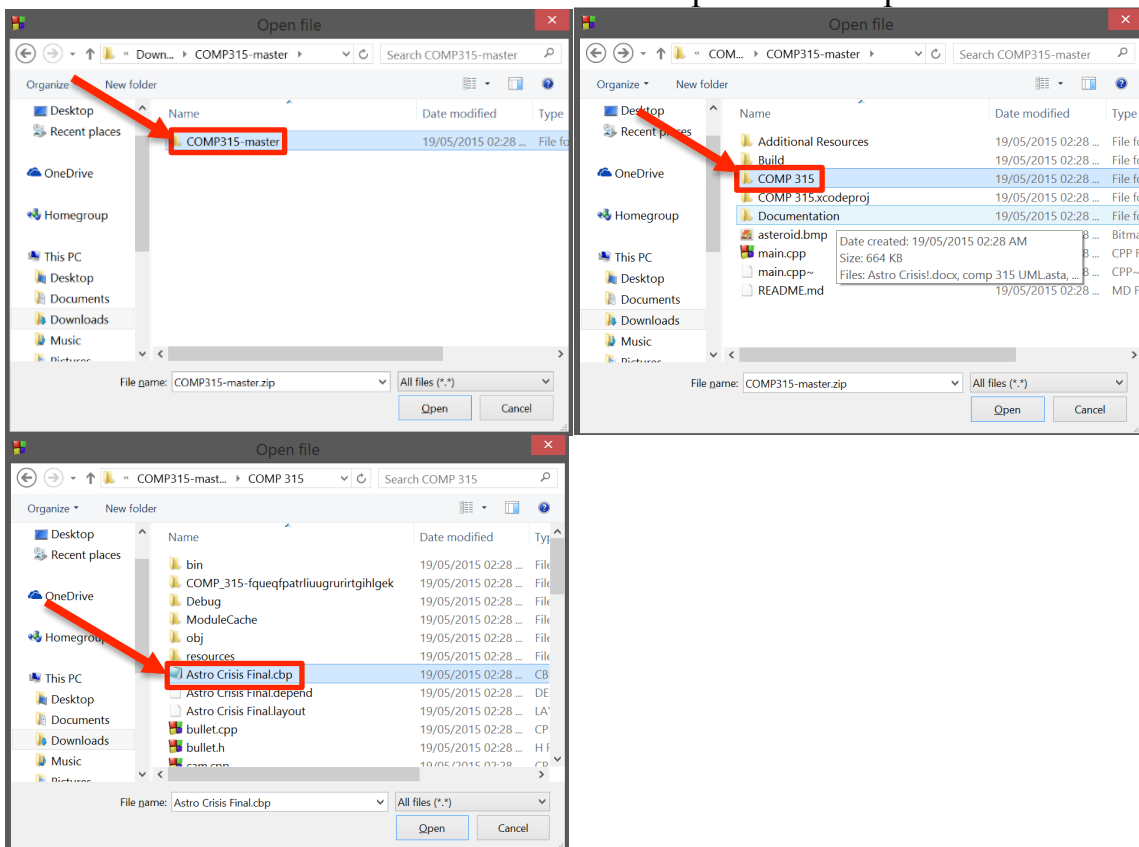 Open file
« Down... › COMP315-master ›
Search COMP315-master
Organize
New folder
Desktop
Recent places
OneDrive
Homegroup
This PC
Desktop
Documents
Downloads
Music
Pictures
Name
Date modified
Type
COMP315-master
19/05/2015 02:28 ...
File fo
File name:
COMP315-master.zip
All files (*.*)
Open
Cancel
Open file
« COM... › COMP315-master ›
Search COMP315-master
Organize
New folder
Desktop
Recent places
OneDrive
Homegroup
This PC
Desktop
Documents
Downloads
Music
Pictures
Name
Date modified
Type
Additional Resources
19/05/2015 02:28 ...
File fo
Build
19/05/2015 02:28 ...
File fo
COMP 315
19/05/2015 02:28 ...
File fo
COMP 315.xcodeproj
19/05/2015 02:28 ...
File fo
Documentation
19/05/2015 02:28 ...
File fo
asteroid.bmp
8 ...
Bitma
main.cpp
8 ...
CPP F
main.cpp~
8 ...
CPP~
README.md
19/05/2015 02:28 ...
MD F
Date created: 19/05/2015 02:28 AM
Size: 664 KB
Files: Astro Crisis!.docx, comp 315 UML.asta, ...
File name:
COMP315-master.zip
All files (*.*)
Open
Cancel
Open file
« COMP315-mast... › COMP 315
Search COMP 315
Organize
New folder
Desktop
Recent places
OneDrive
Homegroup
This PC
Desktop
Documents
Downloads
Music
Pictures
Name
Date modified
Typ
bin
19/05/2015 02:28 ...
File
COMP_315-fqueqfpatrliuugrurirtgihlgek
19/05/2015 02:28 ...
File
Debug
19/05/2015 02:28 ...
File
ModuleCache
19/05/2015 02:28 ...
File
obj
19/05/2015 02:28 ...
File
resources
19/05/2015 02:28 ...
File
Astro Crisis Final.cbp
19/05/2015 02:28 ...
CB
Astro Crisis Final.depend
19/05/2015 02:28 ...
DE
Astro Crisis Final.layout
19/05/2015 02:28 ...
LA
bullet.cpp
19/05/2015 02:28 ...
CP
bullet.h
19/05/2015 02:28 ...
H F
cam.cpp
19/05/2015 02:28
CP
File name:
Astro Crisis Final.cbp
All files (*.*)
Open
Cancel